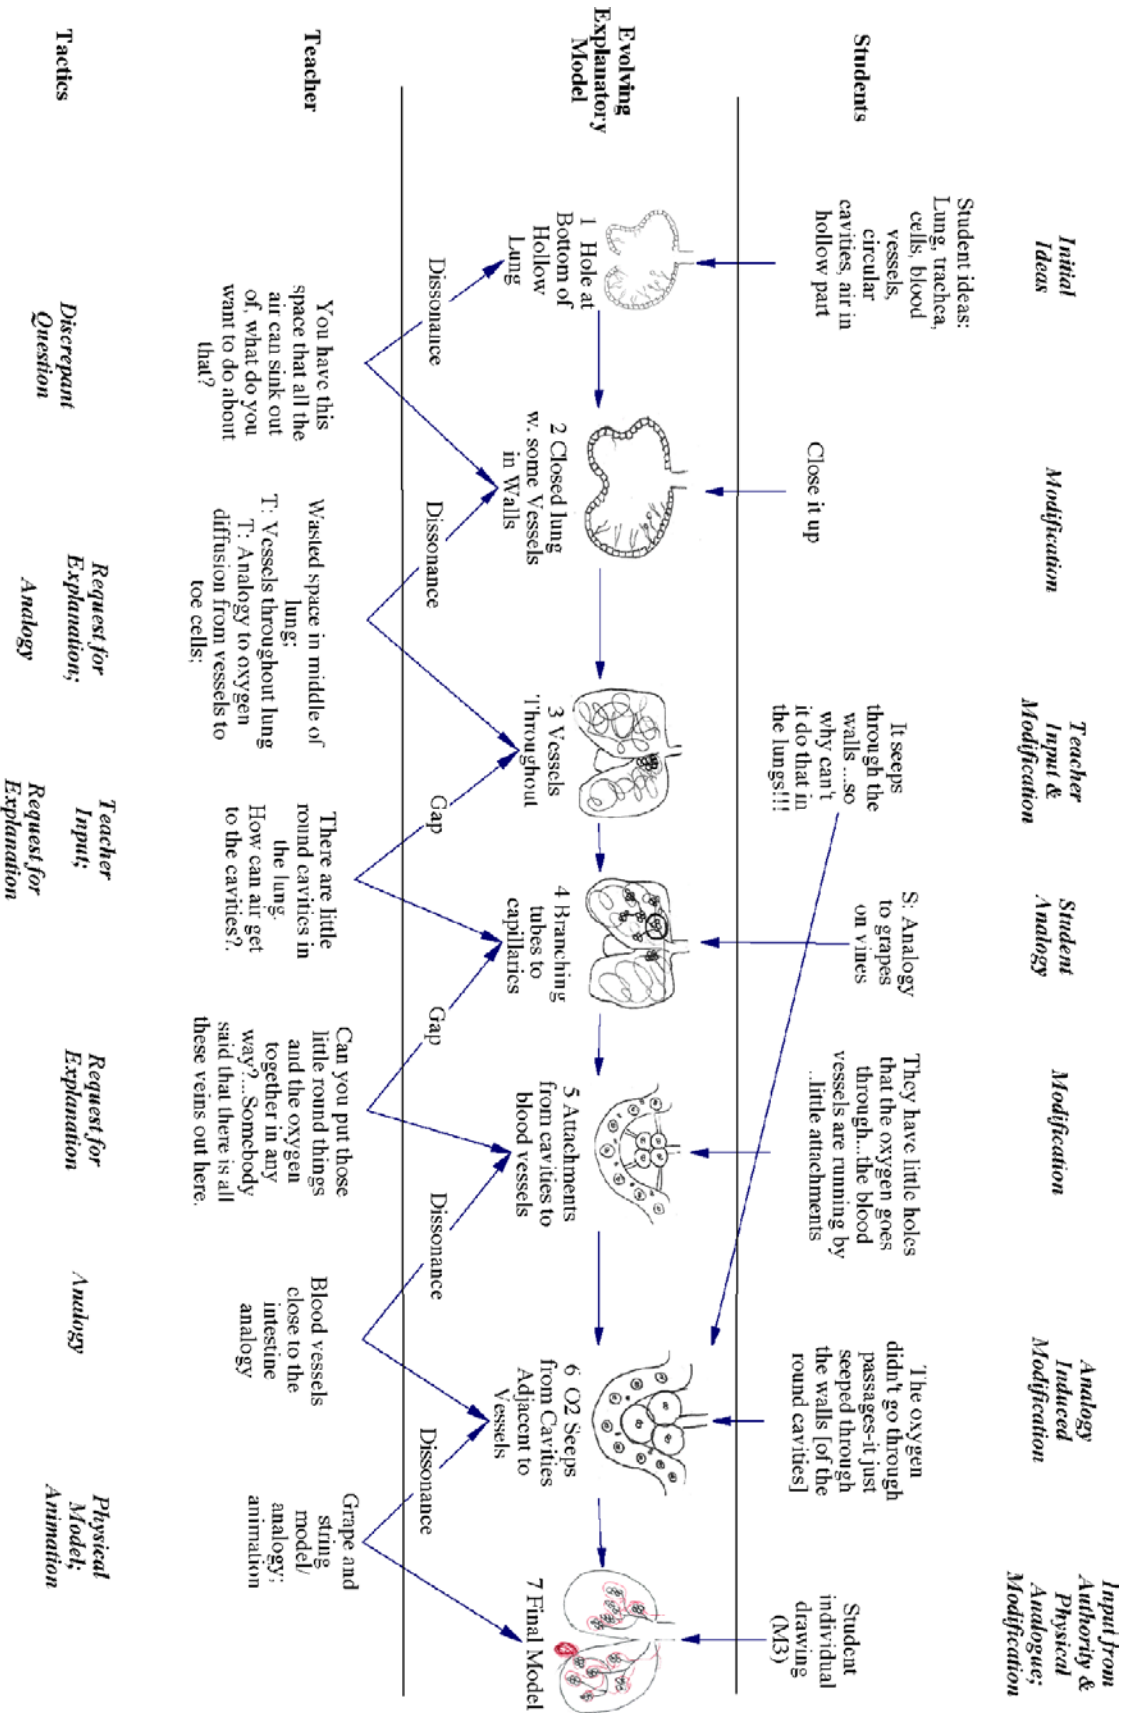 Initial
Ideas
Modification
Teacher
Input &
Modification
Student
Analogy
Modification
Analogy
Induced
Modification
Input from
Authority &
Physical
Analogue;
Modification
Students
Student ideas:
Lung, trachea,
cells, blood
vessels,
circular
cavities, air in
hollow part
Close it up
It seeps
through the
walls ...so
why can't
it do that in
the lungs!!!
S: Analogy
to grapes
on vines
They have little holes
that the oxygen goes
through...the blood
vessels are running by
...little attachments
The oxygen
didn't go through
passages-it just
seeped through
the walls [of the
round cavities]
Student
individual
drawing
(M3)
Evolving
Explanatory
Model
1 Hole at
Bottom of
Hollow
Lung
2 Closed lung
w. some Vessels
in Walls
3 Vessels
Throughout
4 Branching
tubes to
capillaries
5 Attachments
from cavities to
blood vessels
6 O2 Seeps
from Cavities
Adjacent to
Vessels
7 Final Model
Dissonance
Dissonance
Gap
Gap
Dissonance
Dissonance
Teacher
You have this
space that all the
air can sink out
of, what do you
want to do about
that?
Wasted space in middle of
lung;
T: Vessels throughout lung
T: Analogy to oxygen
diffusion from vessels to
toe cells;
There are little
round cavities in
the lung.
How can air get
to the cavities?.
Can you put those
little round things
and the oxygen
together in any
way?...Somebody
said that there is all
these veins out here.
Blood vessels
close to the
intestine
analogy
Grape and
string
model/
analogy;
animation
Tactics
Discrepant
Question
Request for
Explanation;
Analogy
Teacher
Input;
Request for
Explanation
Request for
Explanation
Analogy
Physical
Model;
Animation